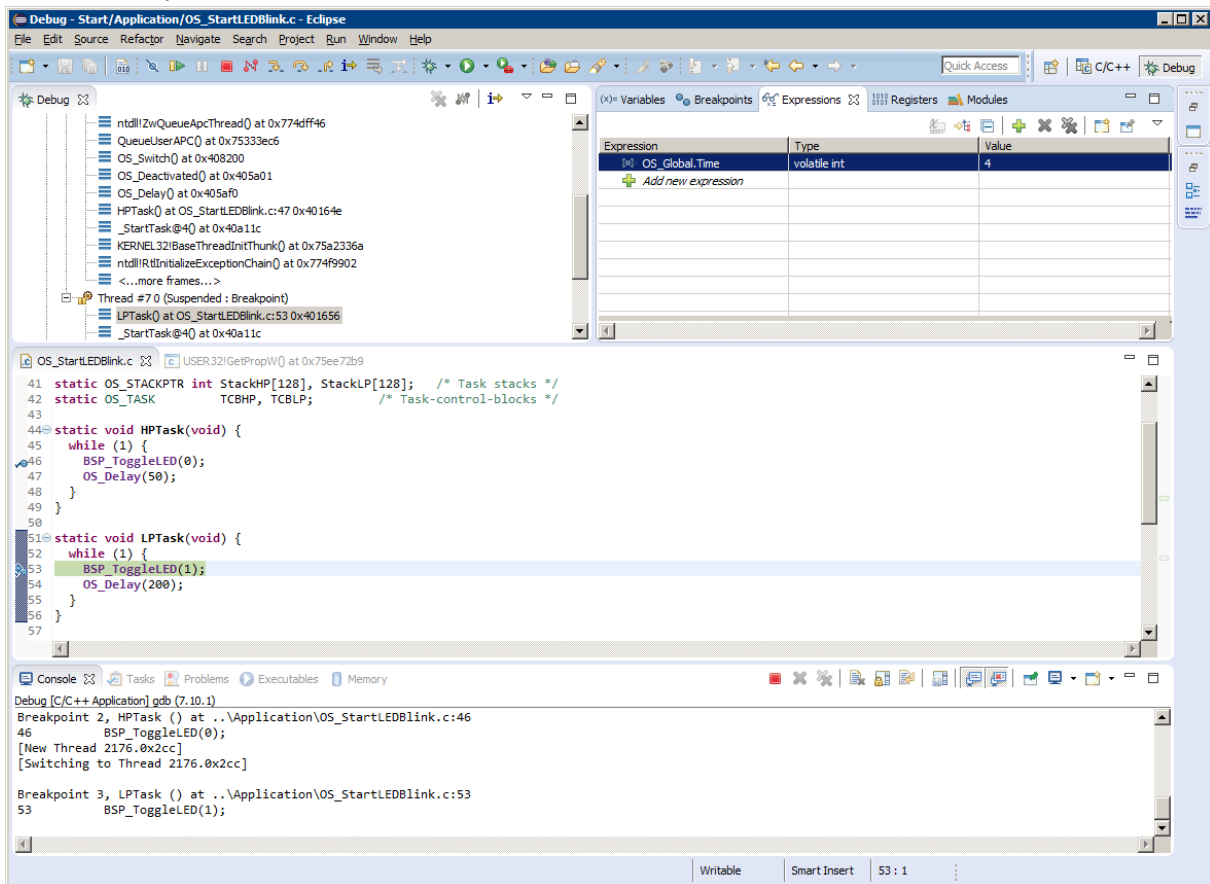 Debug - Start/Application/OS_StartLEDBlink.c - Eclipse
File Edit Source Refactor Navigate Search Project Run Window Help
Quick Access C/C++ Debug
Debug
ntdll!ZwQueueApcThread() at 0x774dff46
QueueUserAPC() at 0x75333ec6
OS_Switch() at 0x408200
OS_Deactivated() at 0x405a01
OS_Delay() at 0x405af0
HPTask() at OS_StartLEDBlink.c:47 0x40164e
_StartTask@4() at 0x40a11c
KERNEL32!BaseThreadInitThunk() at 0x75a2336a
ntdll!RtlInitializeExceptionChain() at 0x774f9902
<...more frames...>
Thread #7 0 (Suspended : Breakpoint)
LPTask() at OS_StartLEDBlink.c:53 0x401656
_StartTask@4() at 0x40a11c
(x)= Variables Breakpoints Expressions Registers Modules
Expression Type Value
OS_Global.Time volatile int 4
Add new expression
OS_StartLEDBlink.c USER32!GetPropW() at 0x75ee72b9
41 static OS_STACKPTR int StackHP[128], StackLP[128]; /* Task stacks */
42 static OS_TASK TCBHP, TCBLP; /* Task-control-blocks */
43
44 static void HPTask(void) {
45 while (1) {
46 BSP_ToggleLED(0);
47 OS_Delay(50);
48 }
49 }
50
51 static void LPTask(void) {
52 while (1) {
53 BSP_ToggleLED(1);
54 OS_Delay(200);
55 }
56 }
57
Console Tasks Problems Executables Memory
Debug [C/C++ Application] gdb (7.10.1)
Breakpoint 2, HPTask () at ..\Application\OS_StartLEDBlink.c:46
46 BSP_ToggleLED(0);
[New Thread 2176.0x2cc]
[Switching to Thread 2176.0x2cc]
Breakpoint 3, LPTask () at ..\Application\OS_StartLEDBlink.c:53
53 BSP_ToggleLED(1);
Writable Smart Insert 53 : 1